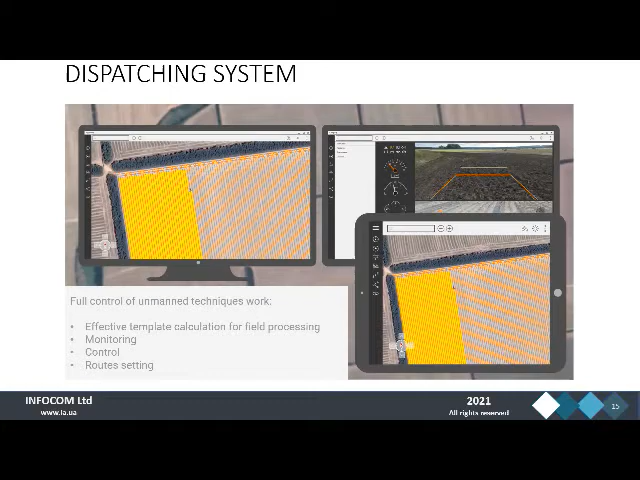 DISPATCHING SYSTEM
Full control of unmanned techniques work:
• Effective template calculation for field processing
• Monitoring
• Control
• Routes setting
INFOCOM Ltd
www.ia.ua
2021
All rights reserved
15